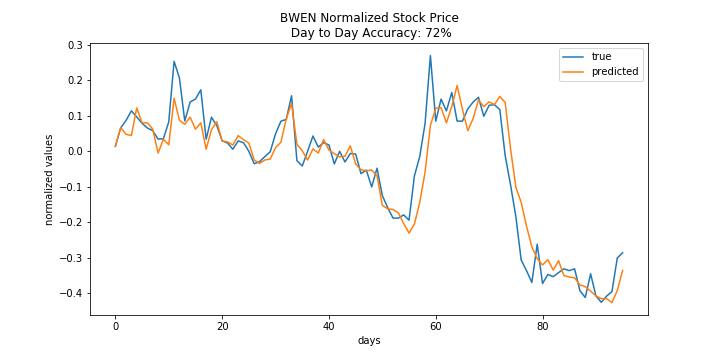 BWEN Normalized Stock Price
Day to Day Accuracy: 72%
0.3
0.2
0.1
0.0
−0.1
−0.2
−0.3
−0.4
normalized values
true
predicted
0
20
40
60
80
days